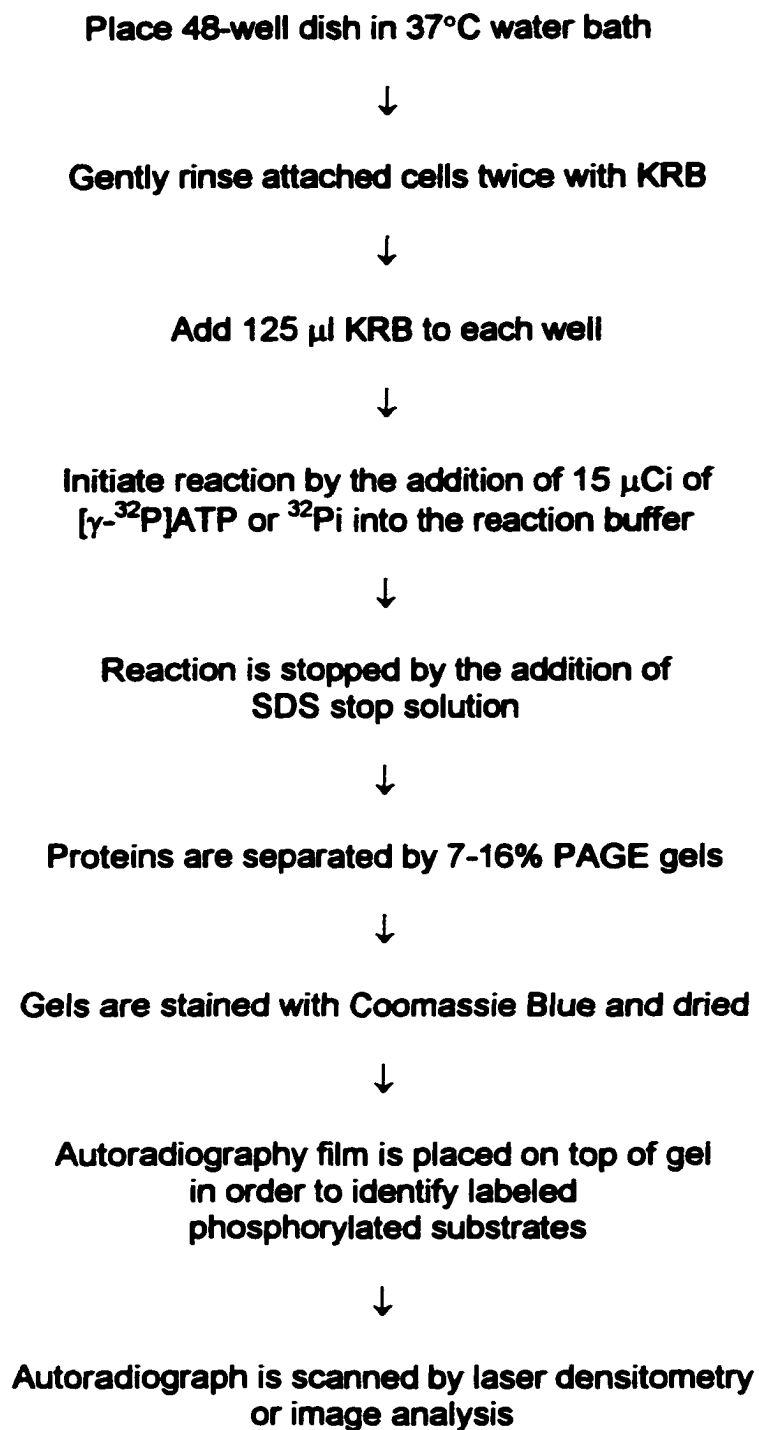 Place 48-well dish in 37°C water bath
↓
Gently rinse attached cells twice with KRB
↓
Add 125 µl KRB to each well
↓
Initiate reaction by the addition of 15 µCi of
[γ-³²P]ATP or ³²Pi into the reaction buffer
↓
Reaction is stopped by the addition of
SDS stop solution
↓
Proteins are separated by 7-16% PAGE gels
↓
Gels are stained with Coomassie Blue and dried
↓
Autoradiography film is placed on top of gel
in order to identify labeled
phosphorylated substrates
↓
Autoradiograph is scanned by laser densitometry
or image analysis